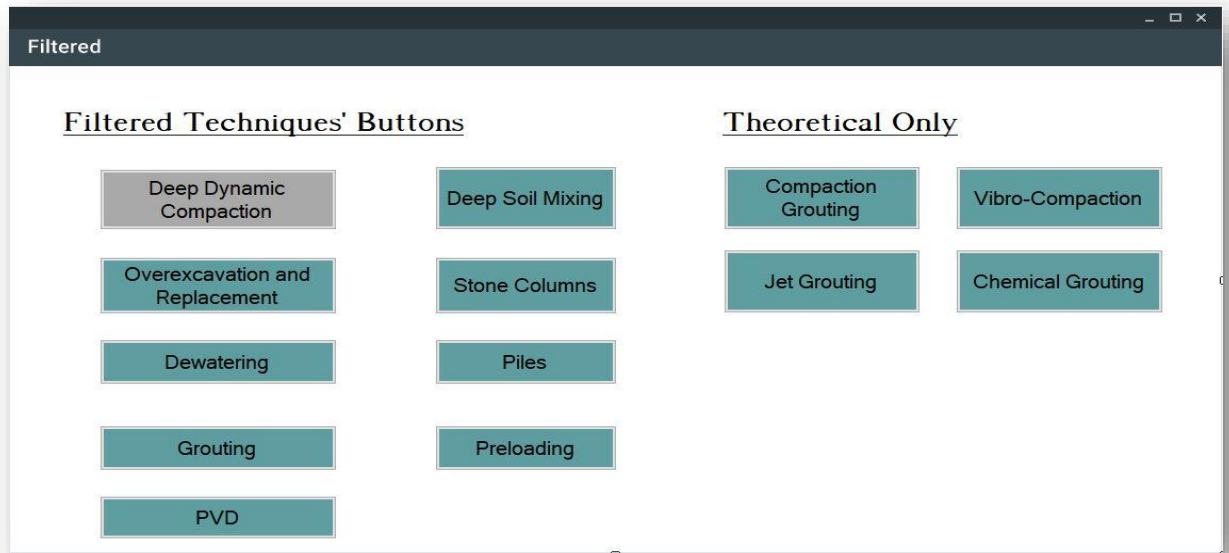 Filtered
Filtered Techniques' Buttons
Deep Dynamic
Compaction
Deep Soil Mixing
Overexcavation and
Replacement
Stone Columns
Dewatering
Piles
Grouting
Preloading
PVD
Theoretical Only
Compaction
Grouting
Vibro-Compaction
Jet Grouting
Chemical Grouting